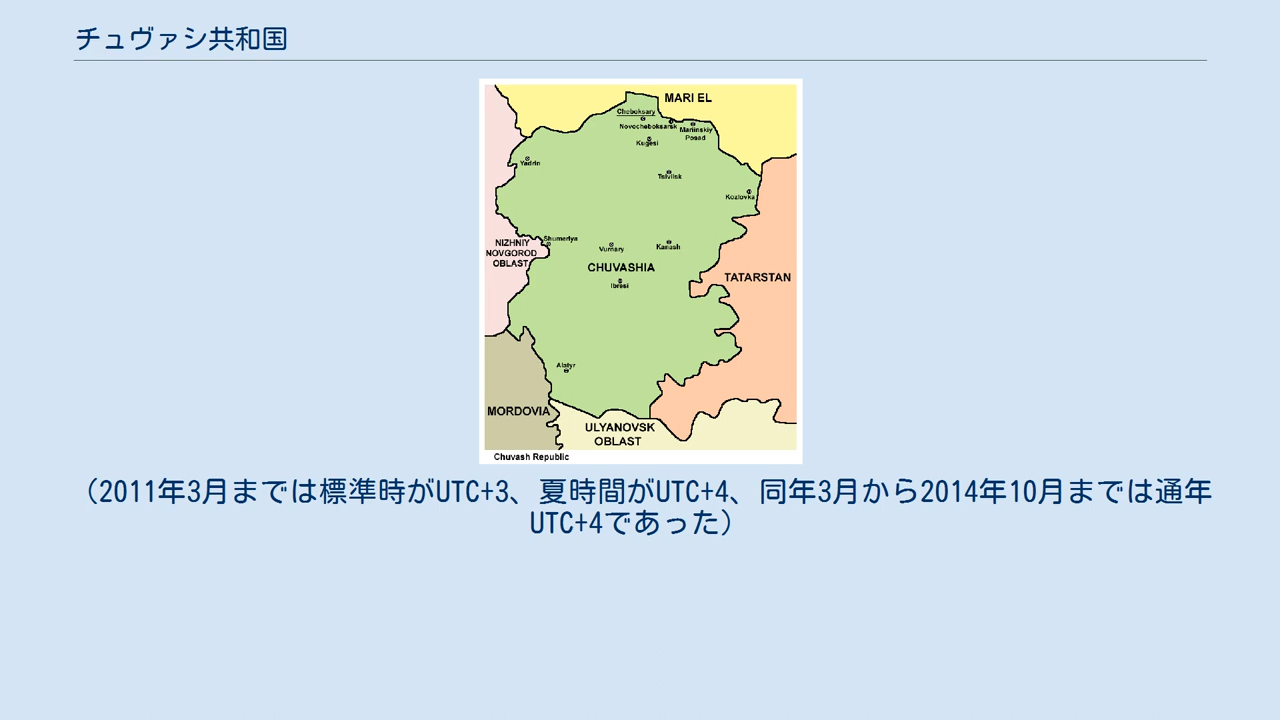 チュヴァシ共和国
MARI EL
Cheboksary
Novocheboksarsk
Mariinskiy
Posad
Kugesi
Yadrin
Tsivilsk
Kozlovka
Shumerlya
NIZHNIY
NOVGOROD
OBLAST
Vurnary
Kanash
CHUVASHIA
TATARSTAN
Ibresi
Alatyr
MORDOVIA
ULYANOVSK
OBLAST
Chuvash Republic
（2011年3月までは標準時がUTC+3、夏時間がUTC+4、同年3月から2014年10月までは通年
UTC+4であった）